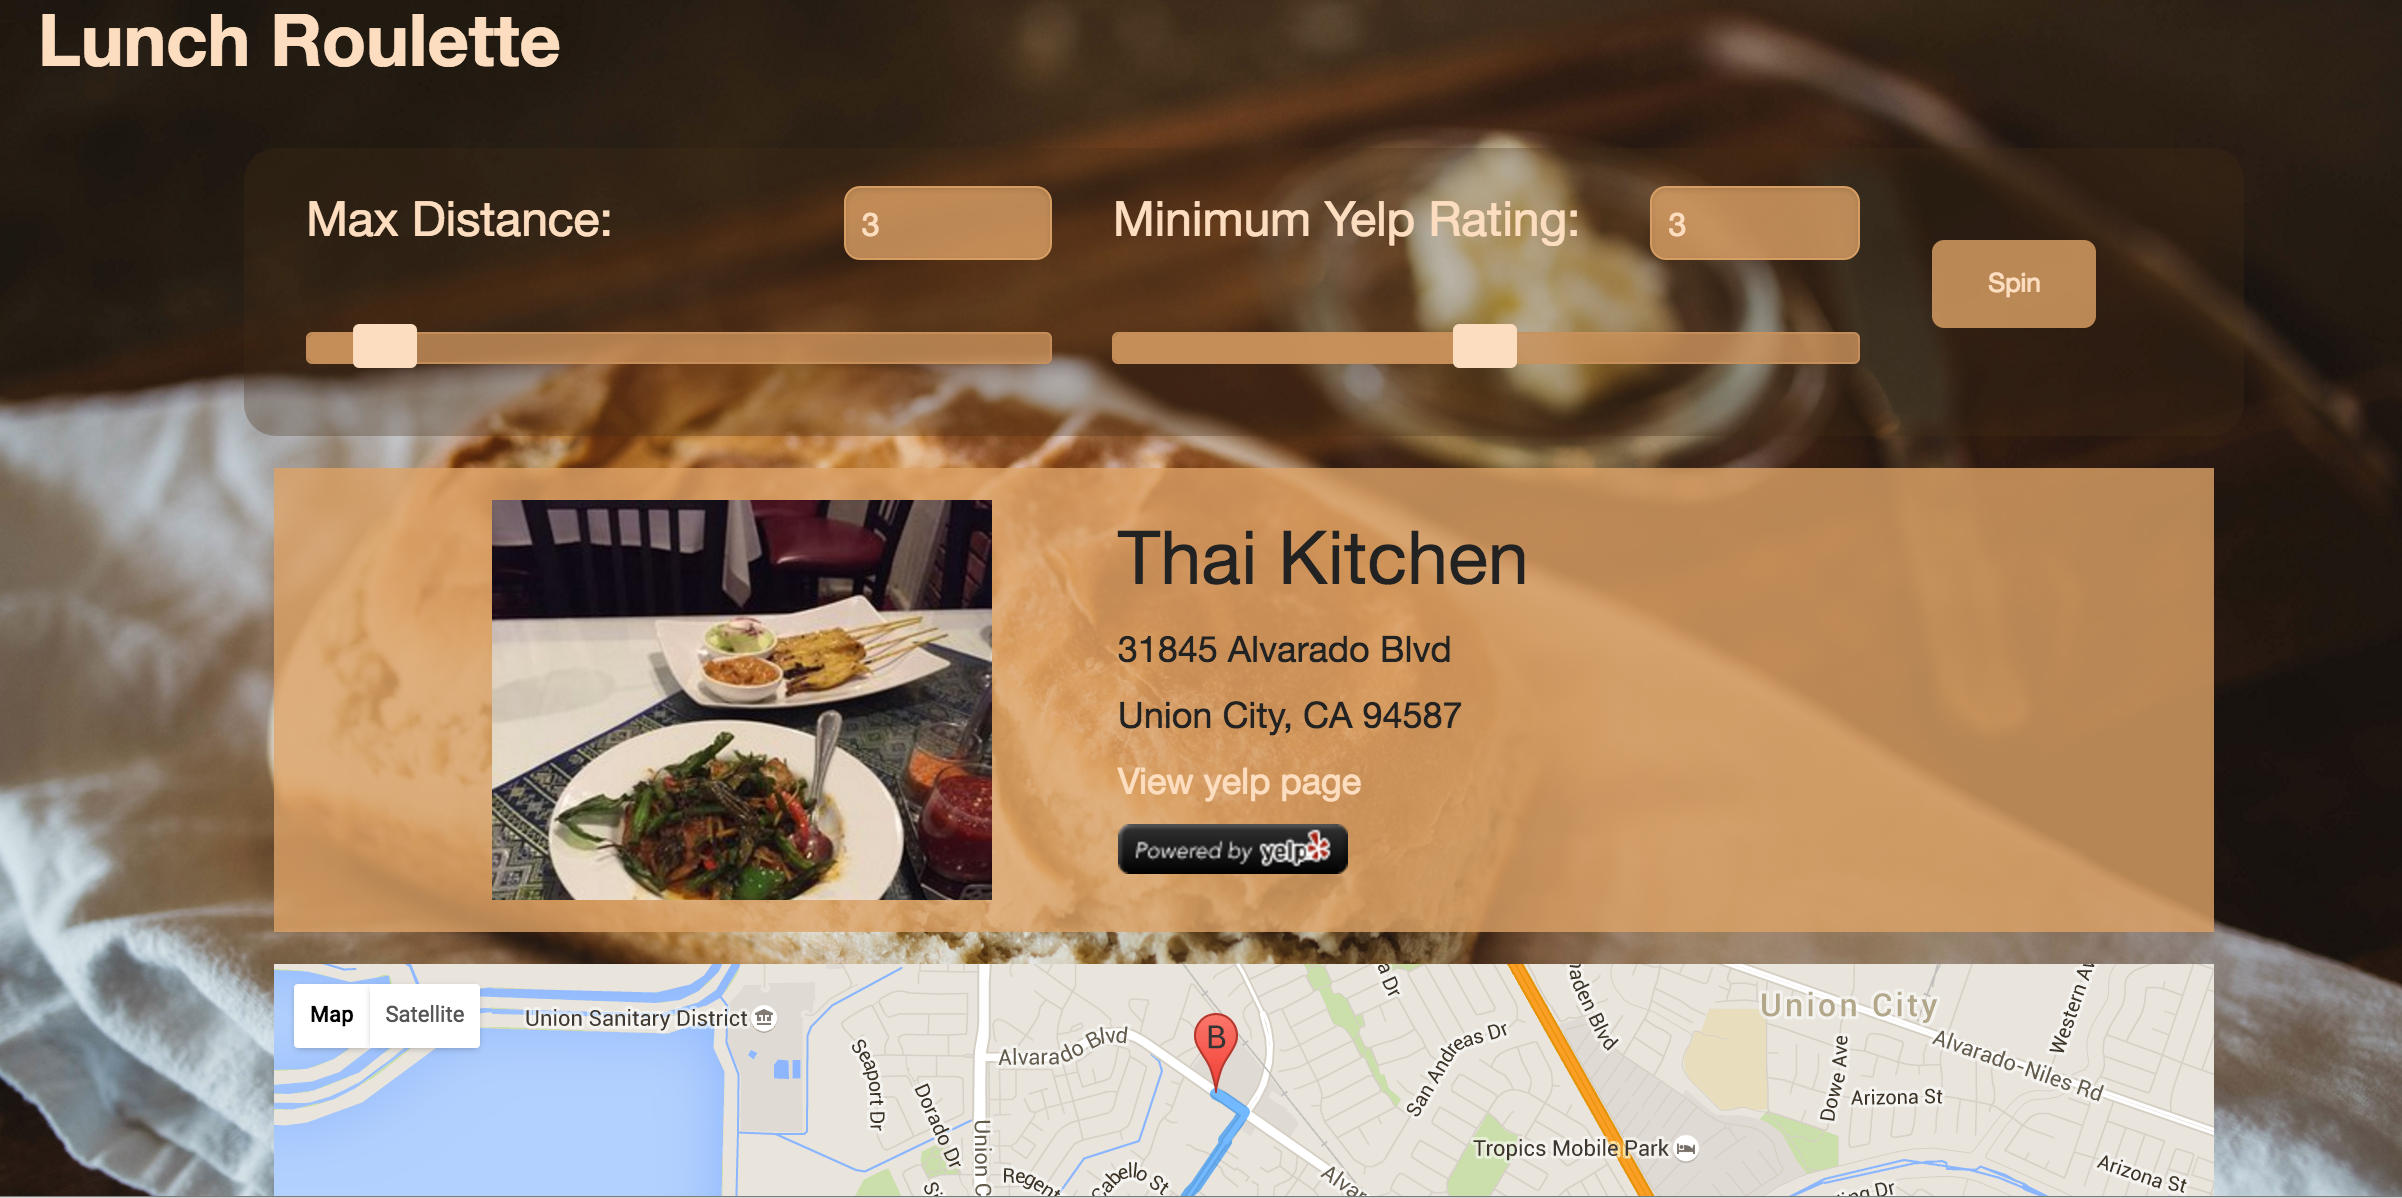 Lunch Roulette
Max Distance:
3
Minimum Yelp Rating:
3
Spin
Thai Kitchen
31845 Alvarado Blvd
Union City, CA 94587
View yelp page
Powered by yelp
Map
Satellite
Union Sanitary District
Seaport Dr
Dorado Dr
Union C
Alvarado Blvd
B
a Dr
San Andreas Dr
naden Blvd
Union City
Western Av
Alvarado-Niles Rd
Dowe Ave
Arizona St
Tropics Mobile Park
Arizona St
Regent
Cabello St
Alvar
ng Dr